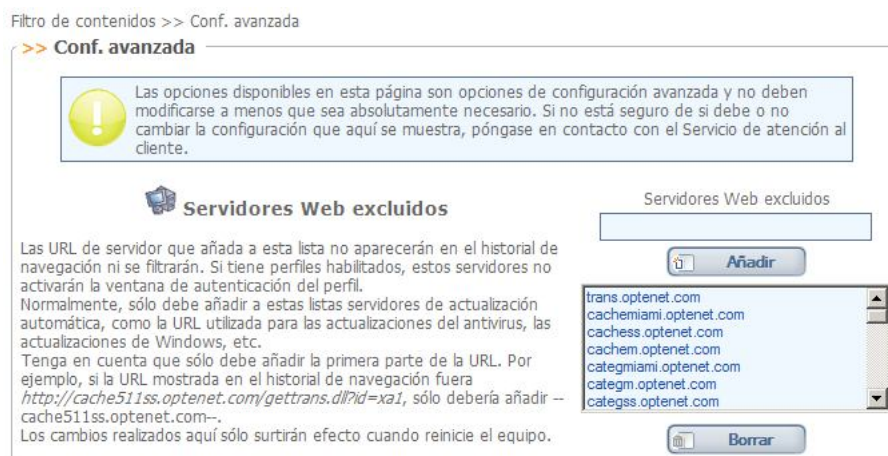 Filtro de contenidos >> Conf. avanzada
>> Conf. avanzada
Las opciones disponibles en esta página son opciones de configuración avanzada y no deben
modificarse a menos que sea absolutamente necesario. Si no está seguro de si debe o no
cambiar la configuración que aquí se muestra, póngase en contacto con el Servicio de atención al
cliente.
Servidores Web excluidos
Las URL de servidor que añada a esta lista no aparecerán en el historial de
navegación ni se filtrarán. Si tiene perfiles habilitados, estos servidores no
activarán la ventana de autenticación del perfil.
Normalmente, sólo debe añadir a estas listas servidores de actualización
automática, como la URL utilizada para las actualizaciones del antivirus, las
actualizaciones de Windows, etc.
Tenga en cuenta que sólo debe añadir la primera parte de la URL. Por
ejemplo, si la URL mostrada en el historial de navegación fuera
http://cache511ss.optenet.com/gettrans.dll?id=xa1, sólo debería añadir --
cache511ss.optenet.com--.
Los cambios realizados aquí sólo surtirán efecto cuando reinicie el equipo.
Servidores Web excluidos
Añadir
trans.optenet.com
cachemiami.optenet.com
cachess.optenet.com
cachem.optenet.com
categmiami.optenet.com
categm.optenet.com
categss.optenet.com
Borrar